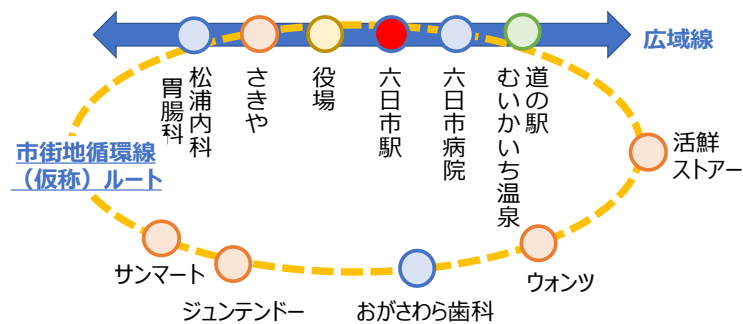 広域線
松浦内科
胃腸科
さきや
役場
六日市駅
六日市病院
道の駅
むいかいち温泉
活鮮
ストアー
市街地循環線
（仮称）ルート
サンマート
ジュンテンドー
おがさわら歯科
ウォンツ